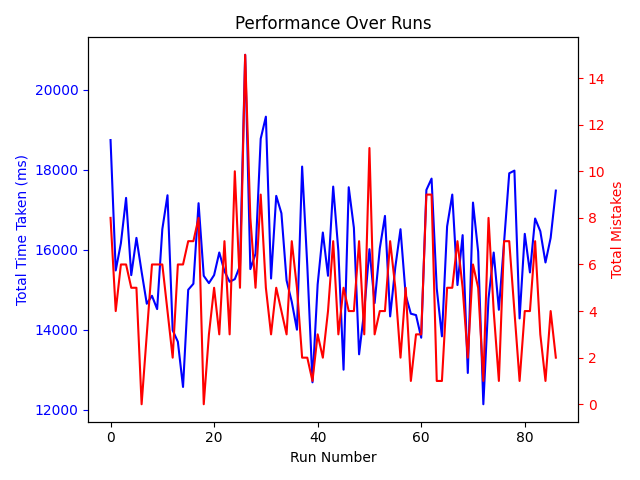 Performance Over Runs
Total Time Taken (ms)
20000
18000
16000
14000
12000
14
12
10
8
6
4
2
0
Total Mistakes
0 20 40 60 80
Run Number